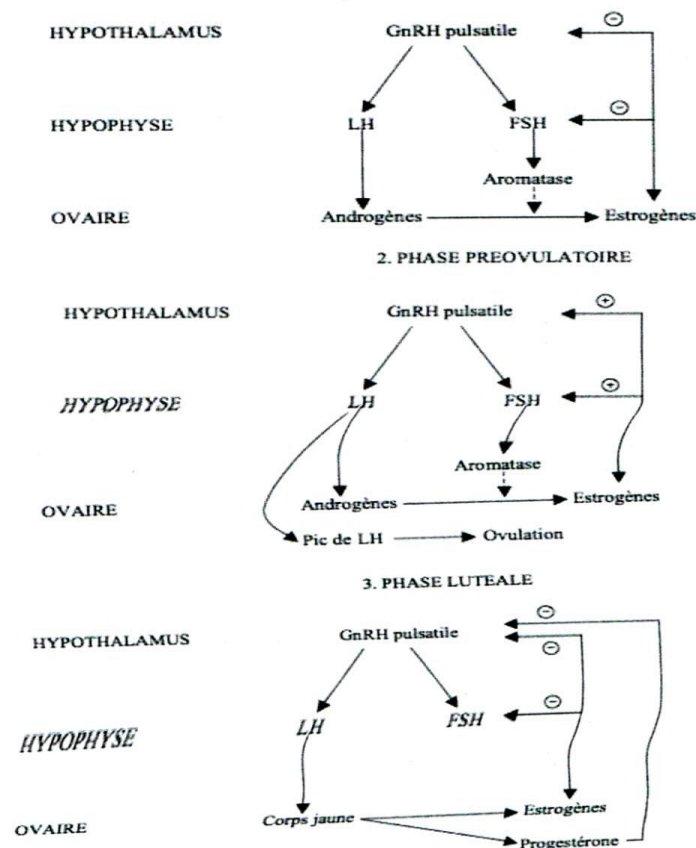 HYPOTHALAMUS GnRH pulsatile ⊖
HYPOPHYSE LH FSH ⊖
Aromatase
OVAIRE Androgènes Estrogènes
2. PHASE PREOVULATOIRE
HYPOTHALAMUS GnRH pulsatile ⊕
HYPOPHYSE LH FSH ⊕
Aromatase
OVAIRE Androgènes Estrogènes
Pic de LH Ovulation
3. PHASE LUTEALE
HYPOTHALAMUS GnRH pulsatile ⊖
⊖
HYPOPHYSE LH FSH ⊖
Corps jaune Estrogènes
OVAIRE Progestérone